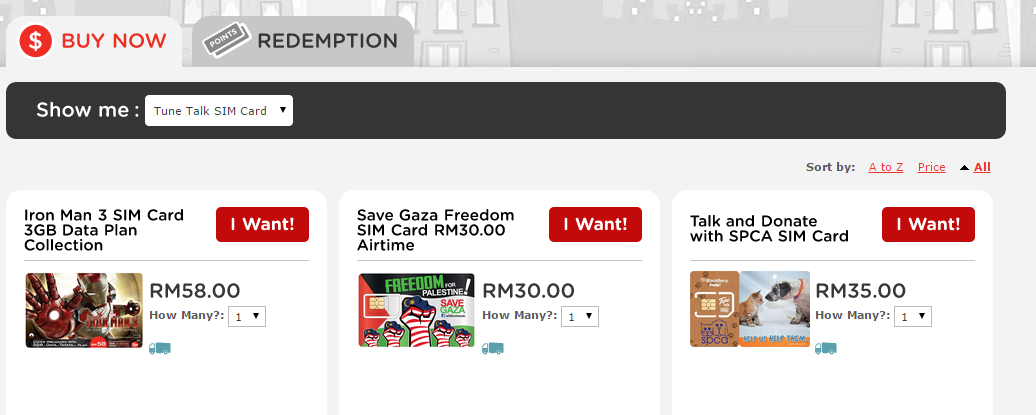 $ BUY NOW
POINTS REDEMPTION
Show me : Tune Talk SIM Card
Sort by: A to Z Price All
Iron Man 3 SIM Card
3GB Data Plan
Collection
I Want!
RM58.00
How Many?: 1
IRON MAN 3
Save Gaza Freedom
SIM Card RM30.00
Airtime
I Want!
FREEDOM FOR
PALESTINE!
SAVE
GAZA
RM30.00
How Many?: 1
Talk and Donate
with SPCA SIM Card
I Want!
spca
HELP US HELP THEM
RM35.00
How Many?: 1